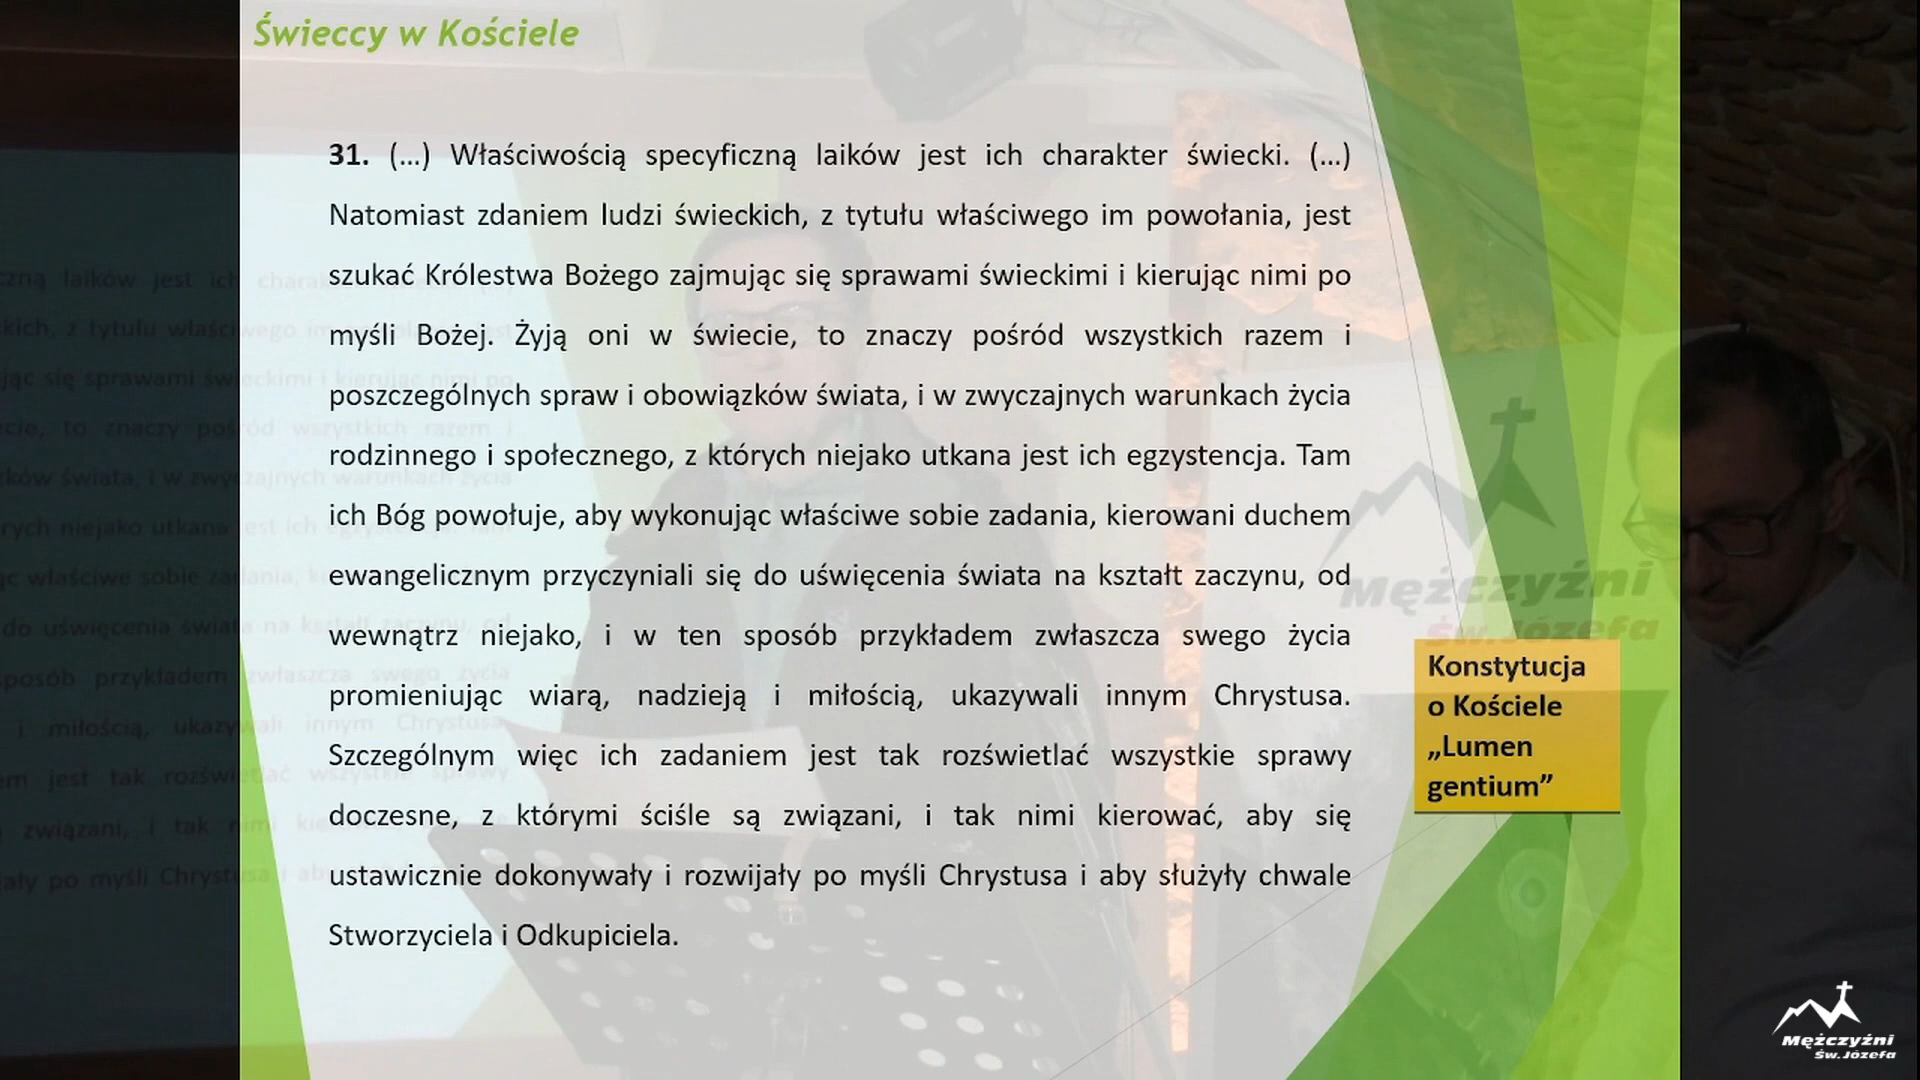 Świeccy w Kościele
31. (...) Właściwością specyficzną laików jest ich charakter świecki. (...)
Natomiast zdaniem ludzi świeckich, z tytułu właściwego im powołania, jest
szukać Królestwa Bożego zajmując się sprawami świeckimi i kierując nimi po
myśli Bożej. Żyją oni w świecie, to znaczy pośród wszystkich razem i
poszczególnych spraw i obowiązków świata, i w zwyczajnych warunkach życia
rodzinnego i społecznego, z których niejako utkana jest ich egzystencja. Tam
ich Bóg powołuje, aby wykonując właściwe sobie zadania, kierowani duchem
ewangelicznym przyczyniali się do uświęcenia świata na kształt zaczynu, od
wewnątrz niejako, i w ten sposób przykładem zwłaszcza swego życia
promieniując wiarą, nadzieją i miłością, ukazywali innym Chrystusa.
Szczególnym więc ich zadaniem jest tak rozświetlać wszystkie sprawy
doczesne, z którymi ściśle są związani, i tak nimi kierować, aby się
ustawicznie dokonywały i rozwijały po myśli Chrystusa i aby służyły chwale
Stworzyciela i Odkupiciela.
Mężczyźni
Św. Józefa
Konstytucja
o Kościele
„Lumen
gentium”
Mężczyźni
Św. Józefa